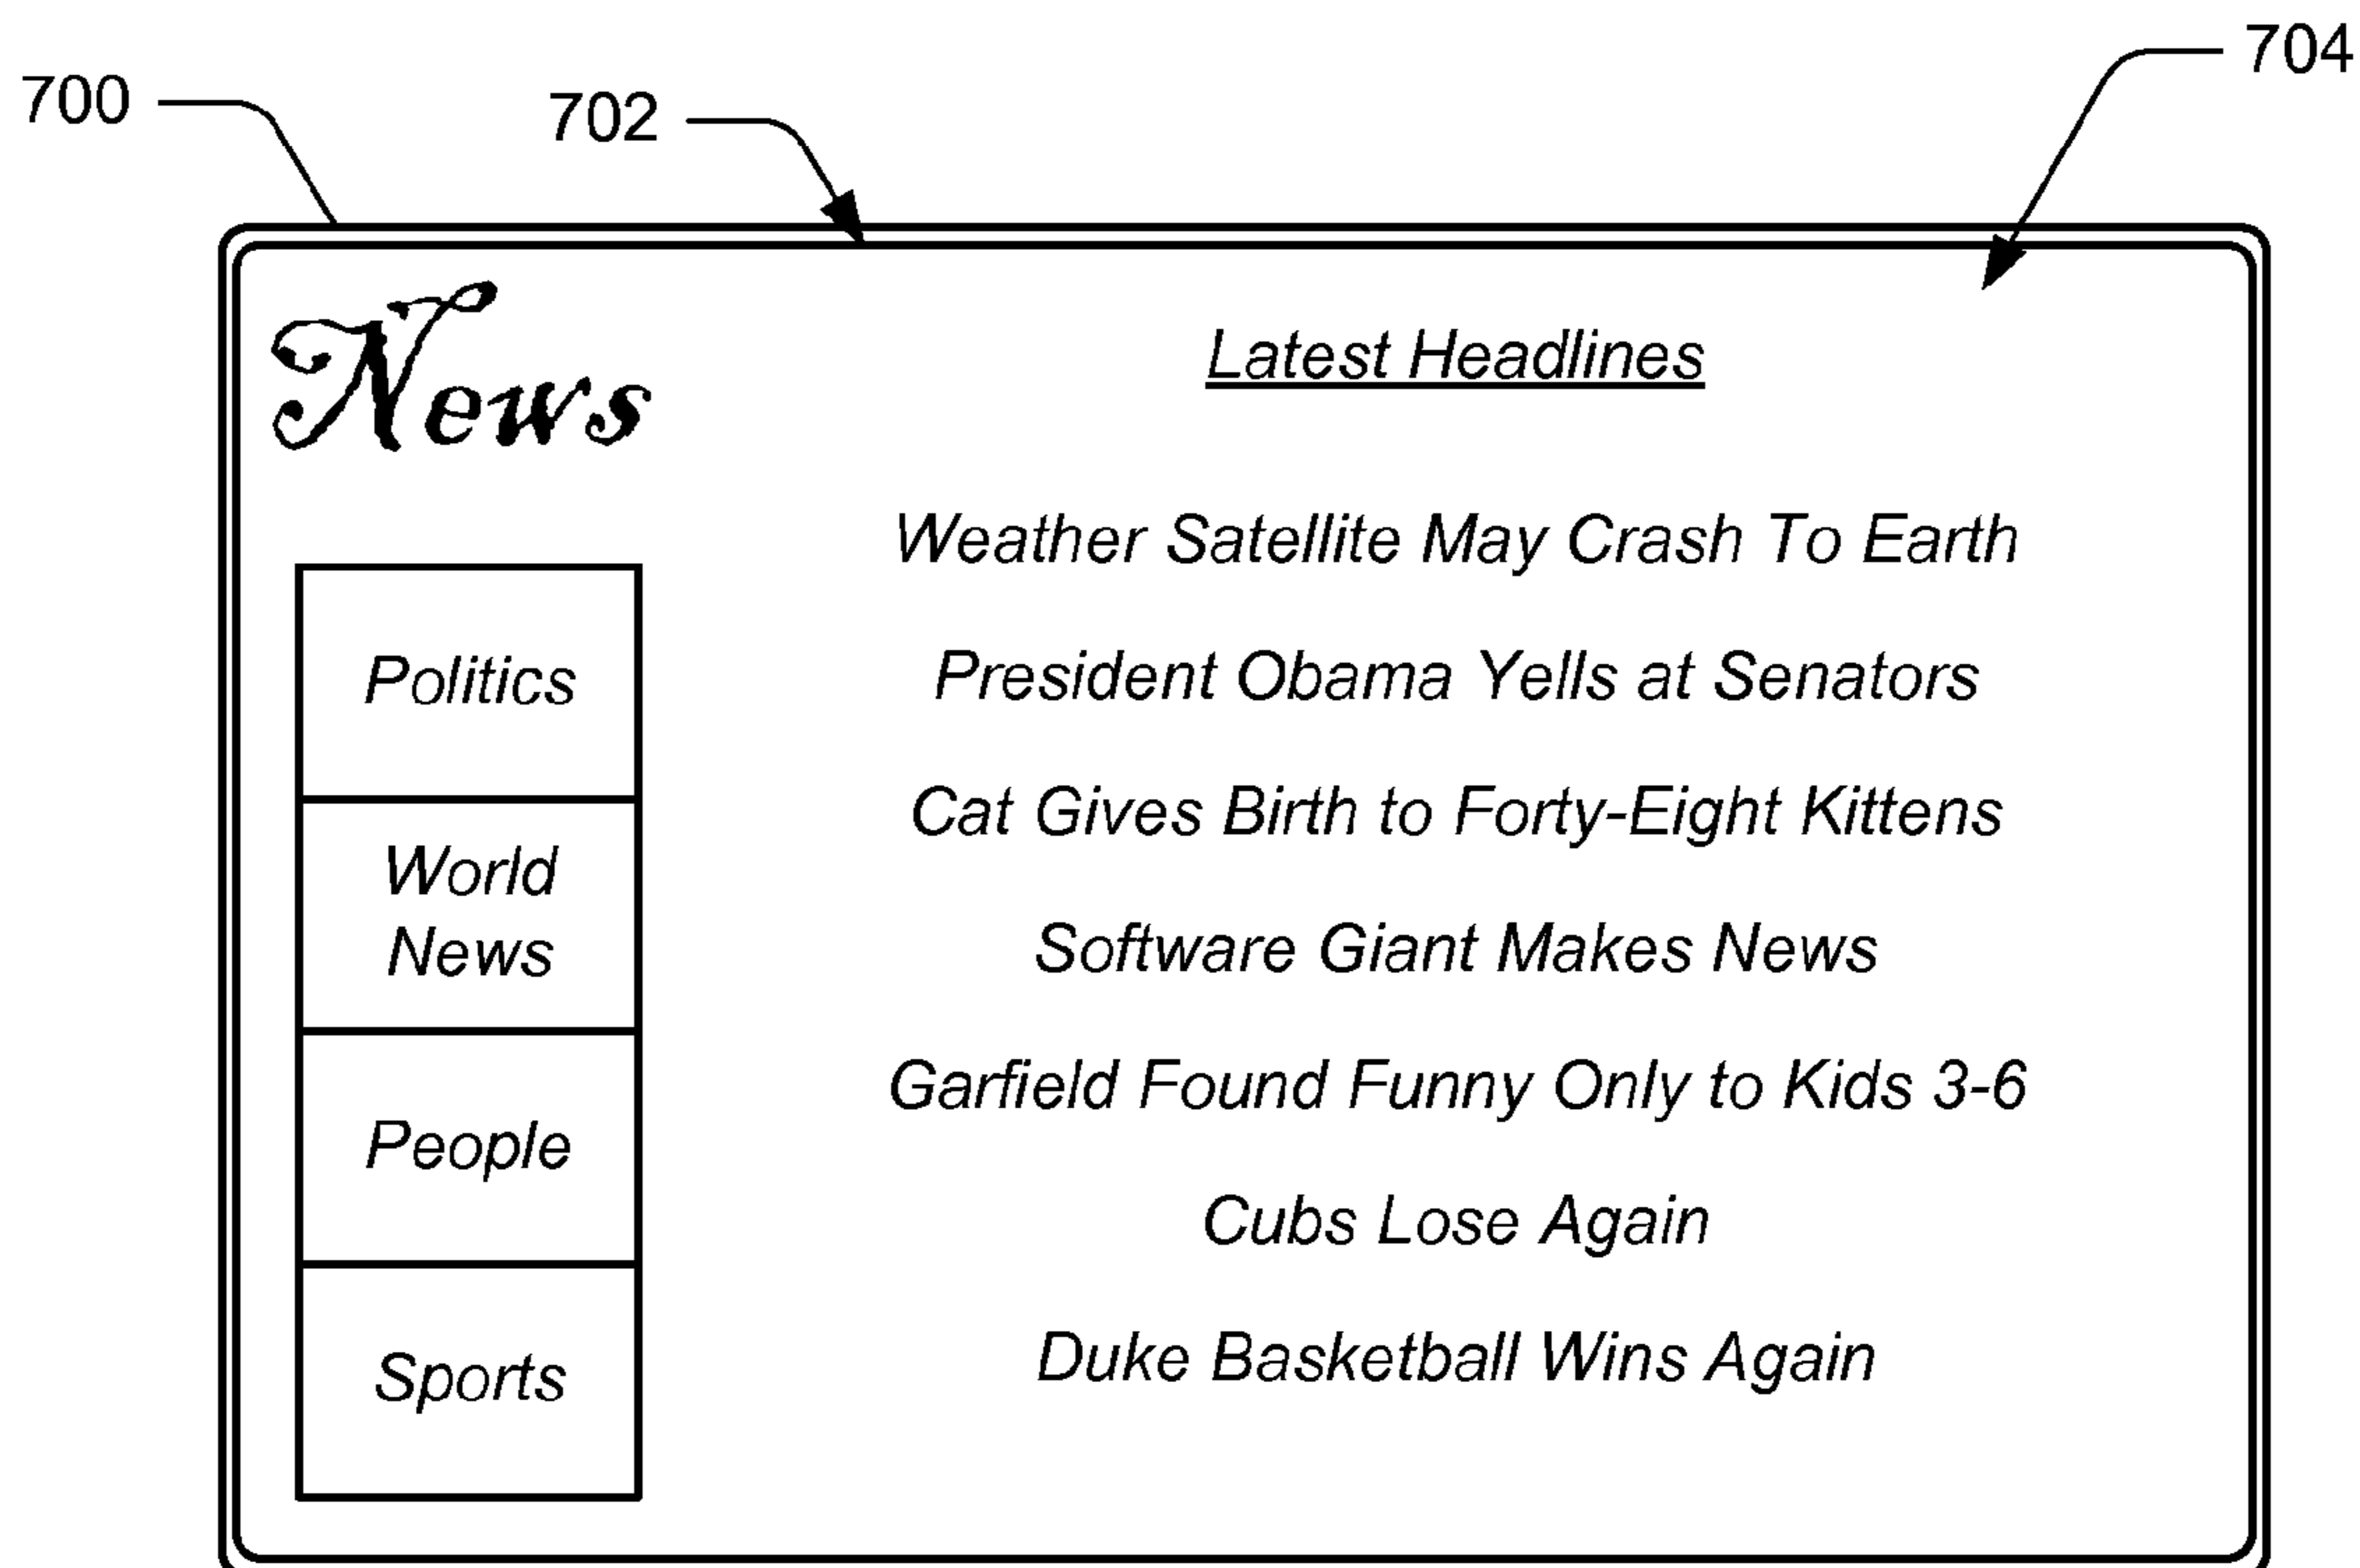 700
702
704
News
Latest Headlines
Weather Satellite May Crash To Earth
President Obama Yells at Senators
Cat Gives Birth to Forty-Eight Kittens
Software Giant Makes News
Garfield Found Funny Only to Kids 3-6
Cubs Lose Again
Duke Basketball Wins Again
Politics
World
News
People
Sports